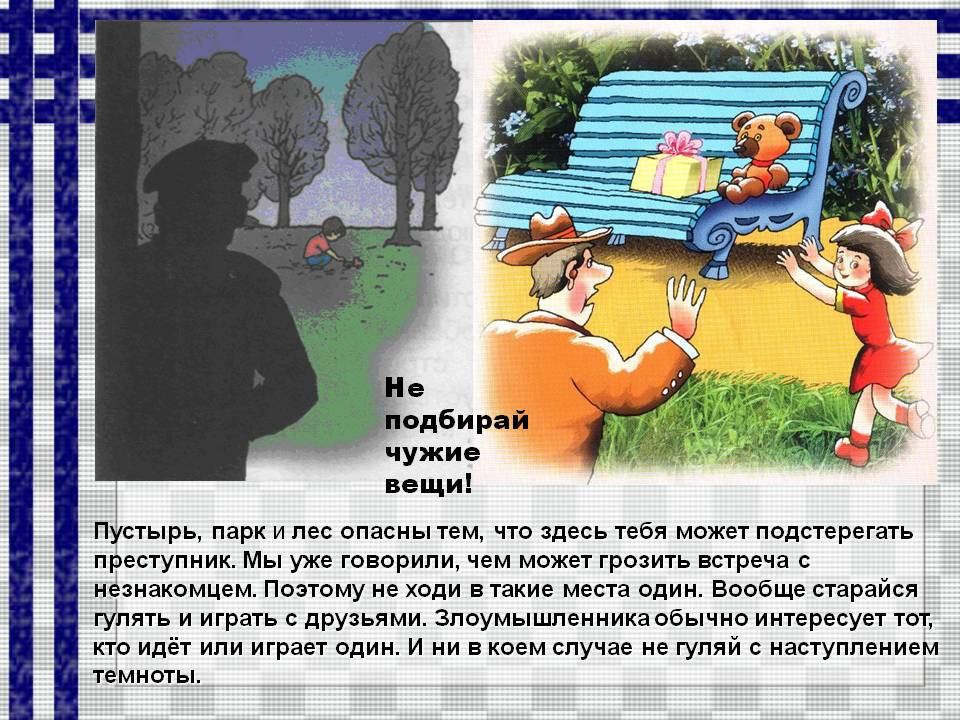 Не
подбирай
чужие
вещи!
Пустырь, парк и лес опасны тем, что здесь тебя может подстерегать
преступник. Мы уже говорили, чем может грозить встреча с
незнакомцем. Поэтому не ходи в такие места один. Вообще старайся
гулять и играть с друзьями. Злоумышленника обычно интересует тот,
кто идёт или играет один. И ни в коем случае не гуляй с наступлением
темноты.